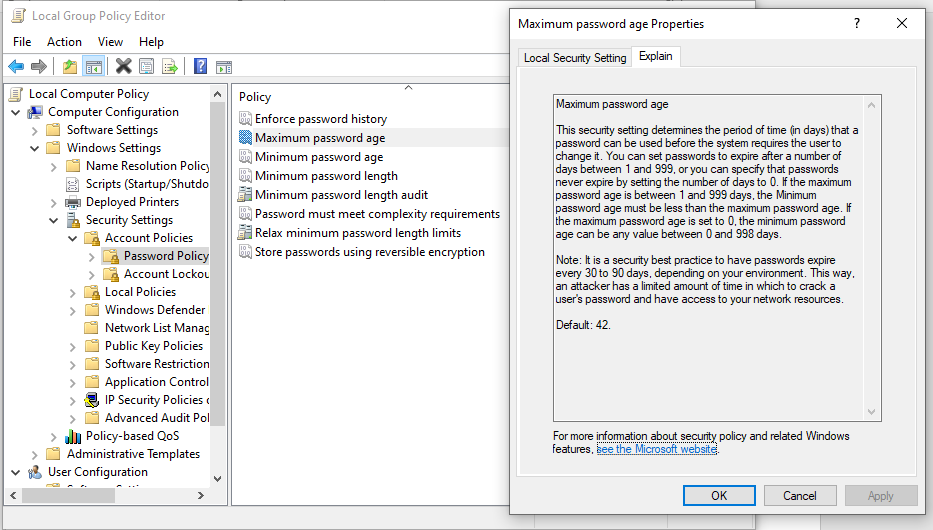 Local Group Policy Editor
File Action View Help
Local Computer Policy
Computer Configuration
Software Settings
Windows Settings
Name Resolution Policy
Scripts (Startup/Shutdo
Deployed Printers
Security Settings
Account Policies
Password Policy
Account Lockou
Local Policies
Windows Defender
Network List Manag
Public Key Policies
Software Restriction
Application Control
IP Security Policies o
Advanced Audit Pol
Policy-based QoS
Administrative Templates
User Configuration
Policy
Enforce password history
Maximum password age
Minimum password age
Minimum password length
Minimum password length audit
Password must meet complexity requirements
Relax minimum password length limits
Store passwords using reversible encryption
Maximum password age Properties
?
Local Security Setting
Explain
Maximum password age
This security setting determines the period of time (in days) that a
password can be used before the system requires the user to
change it. You can set passwords to expire after a number of
days between 1 and 999, or you can specify that passwords
never expire by setting the number of days to 0. If the maximum
password age is between 1 and 999 days, the Minimum
password age must be less than the maximum password age. If
the maximum password age is set to 0, the minimum password
age can be any value between 0 and 998 days.
Note: It is a security best practice to have passwords expire
every 30 to 90 days, depending on your environment. This way,
an attacker has a limited amount of time in which to crack a
user's password and have access to your network resources.
Default: 42.
For more information about security policy and related Windows
features, see the Microsoft website.
OK Cancel Apply